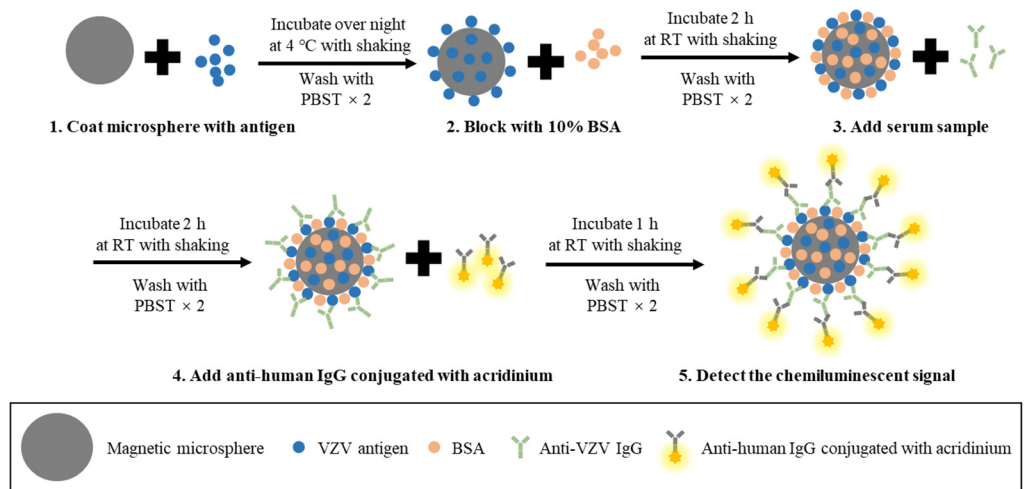 Incubate over night
at 4 ℃ with shaking
Wash with
PBST × 2
Incubate 2 h
at RT with shaking
Wash with
PBST × 2
1. Coat microsphere with antigen
2. Block with 10% BSA
3. Add serum sample
Incubate 2 h
at RT with shaking
Wash with
PBST × 2
Incubate 1 h
at RT with shaking
Wash with
PBST × 2
4. Add anti-human IgG conjugated with acridinium
5. Detect the chemiluminescent signal
Magnetic microsphere
VZV antigen
BSA
Anti-VZV IgG
Anti-human IgG conjugated with acridinium